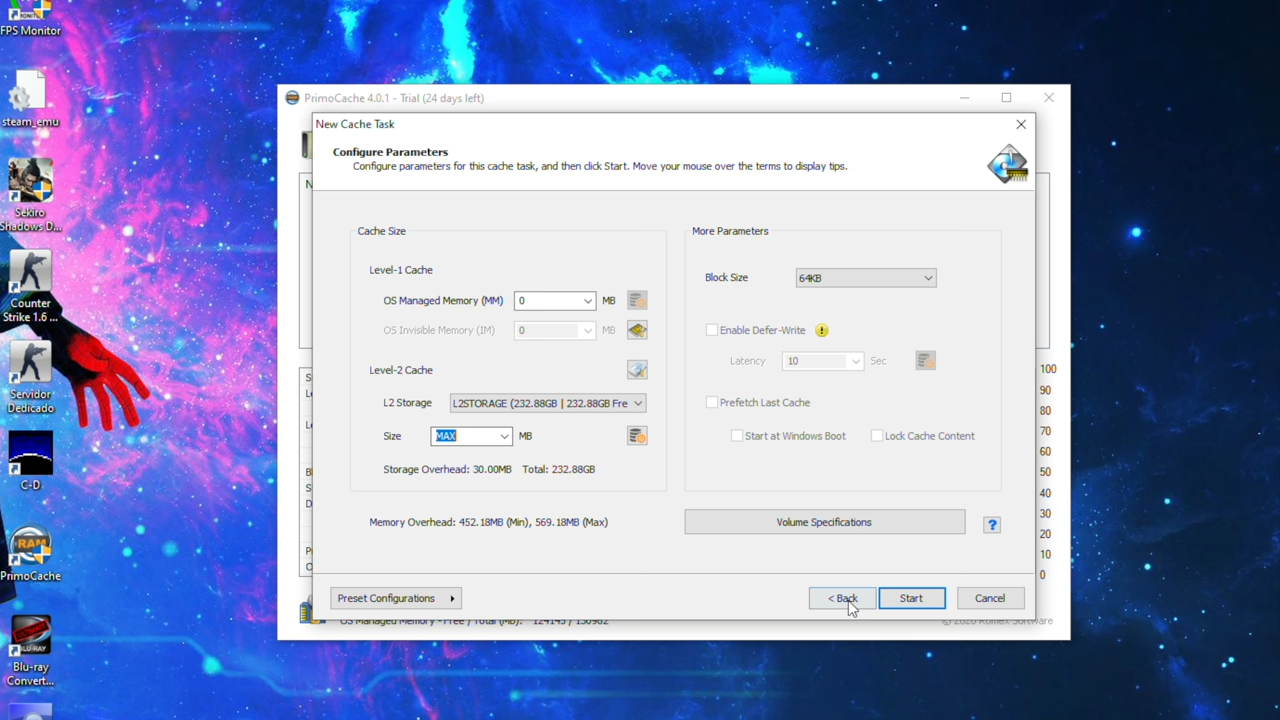 FPS Monitor
steam_emu
Sekiro
Shadows D...
Counter
Strike 1.6 ...
Servidor
Dedicado
C-D
RAM
PrimoCache
Blu-ray
Convert...
PrimoCache 4.0.1 - Trial (24 days left)
New Cache Task
Configure Parameters
Configure parameters for this cache task, and then click Start. Move your mouse over the terms to display tips.
Cache Size
Level-1 Cache
OS Managed Memory (MM) 0 MB
OS Invisible Memory (IM) 0 MB
Level-2 Cache
L2 Storage L2STORAGE (232.88GB | 232.88GB Fre
Size MAX MB
Storage Overhead: 30.00MB Total: 232.88GB
Memory Overhead: 452.18MB (Min), 569.18MB (Max)
More Parameters
Block Size 64KB
Enable Defer-Write
Latency 10 Sec
Prefetch Last Cache
Start at Windows Boot Lock Cache Content
Volume Specifications ?
Preset Configurations
< Back Start Cancel
100
90
80
70
60
50
40
30
20
10
0